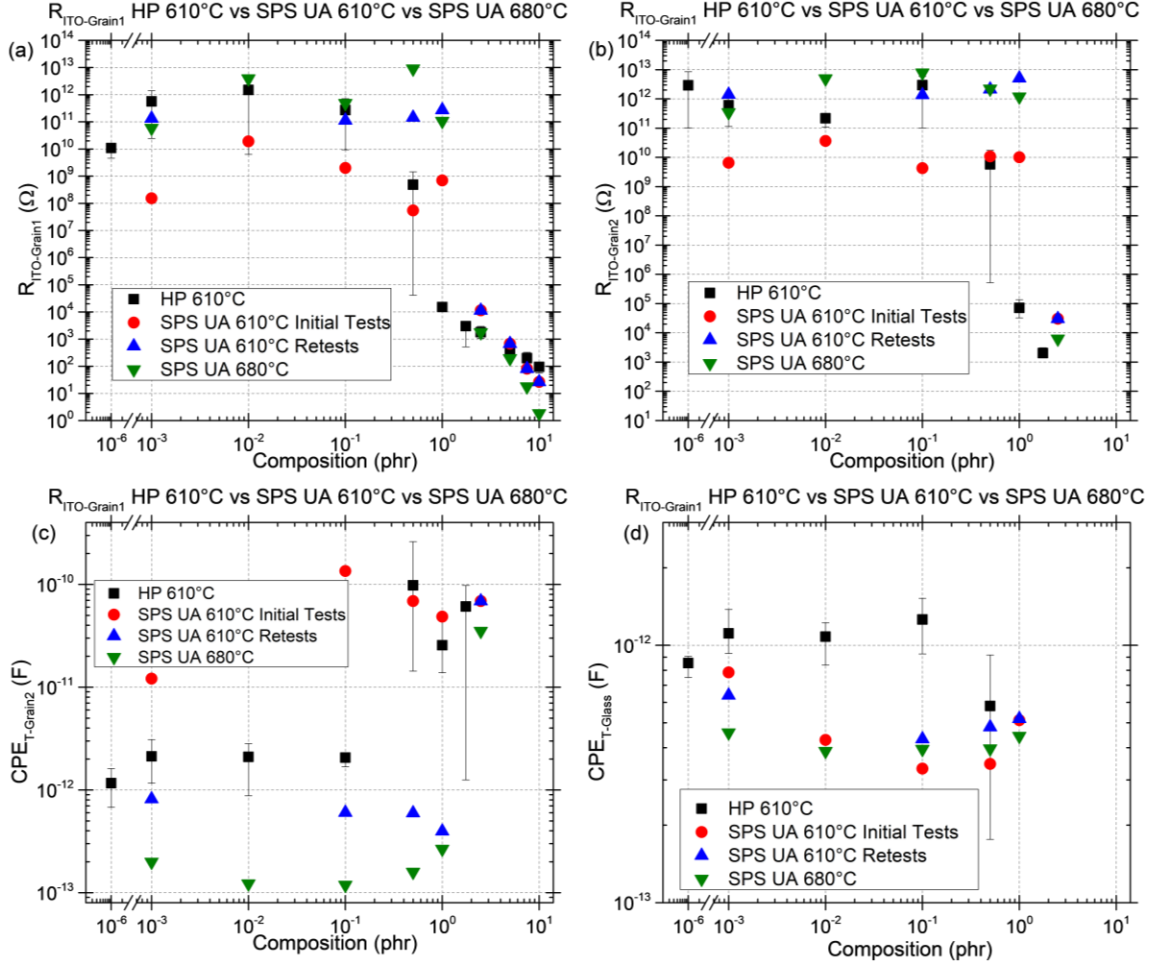 R_ITO-Grain1 HP 610°C vs SPS UA 610°C vs SPS UA 680°C
(a)
10^14
10^13
10^12
10^11
10^10
10^9
10^8
10^7
10^6
10^5
10^4
10^3
10^2
10^1
10^0
R_ITO-Grain1 (Ω)
HP 610°C
SPS UA 610°C Initial Tests
SPS UA 610°C Retests
SPS UA 680°C
10^-6 10^-3 10^-2 10^-1 10^0 10^1
Composition (phr)
R_ITO-Grain1 HP 610°C vs SPS UA 610°C vs SPS UA 680°C
(b)
10^14
10^13
10^12
10^11
10^10
10^9
10^8
10^7
10^6
10^5
10^4
10^3
10^2
10^1
R_ITO-Grain2 (Ω)
HP 610°C
SPS UA 610°C Initial Tests
SPS UA 610°C Retests
SPS UA 680°C
10^-6 10^-3 10^-2 10^-1 10^0 10^1
Composition (phr)
R_ITO-Grain1 HP 610°C vs SPS UA 610°C vs SPS UA 680°C
(c)
10^-10
10^-11
10^-12
10^-13
CPE_T-Grain2 (F)
HP 610°C
SPS UA 610°C Initial Tests
SPS UA 610°C Retests
SPS UA 680°C
10^-6 10^-3 10^-2 10^-1 10^0 10^1
Composition (phr)
R_ITO-Grain1 HP 610°C vs SPS UA 610°C vs SPS UA 680°C
(d)
10^-12
10^-13
CPE_T-Glass (F)
HP 610°C
SPS UA 610°C Initial Tests
SPS UA 610°C Retests
SPS UA 680°C
10^-6 10^-3 10^-2 10^-1 10^0 10^1
Composition (phr)